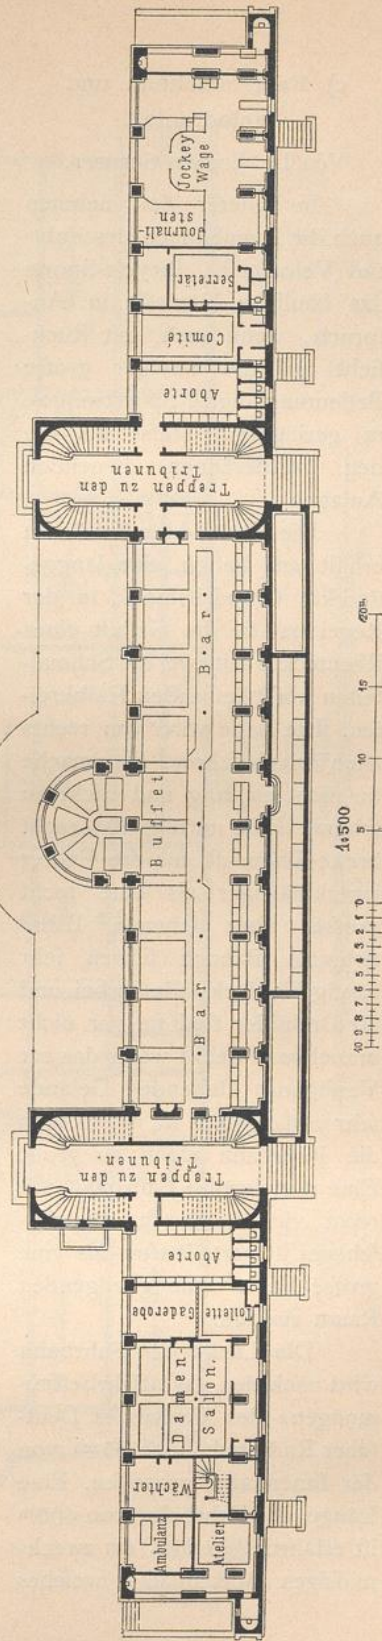 Ambulanz
Atelier
Wächter
Damen-
Salon.
Gaderobe
Toilette
Aborte
Treppen zu den
Tribunen.
Bar
Buffet
Bar
Treppen zu den
Tribunen
Aborte
Comité
Secretar
Journali-
sten
Jockey
Wage
1:500
10 9 8 7 6 5 4 3 2 1 0 5 10 15 20m.